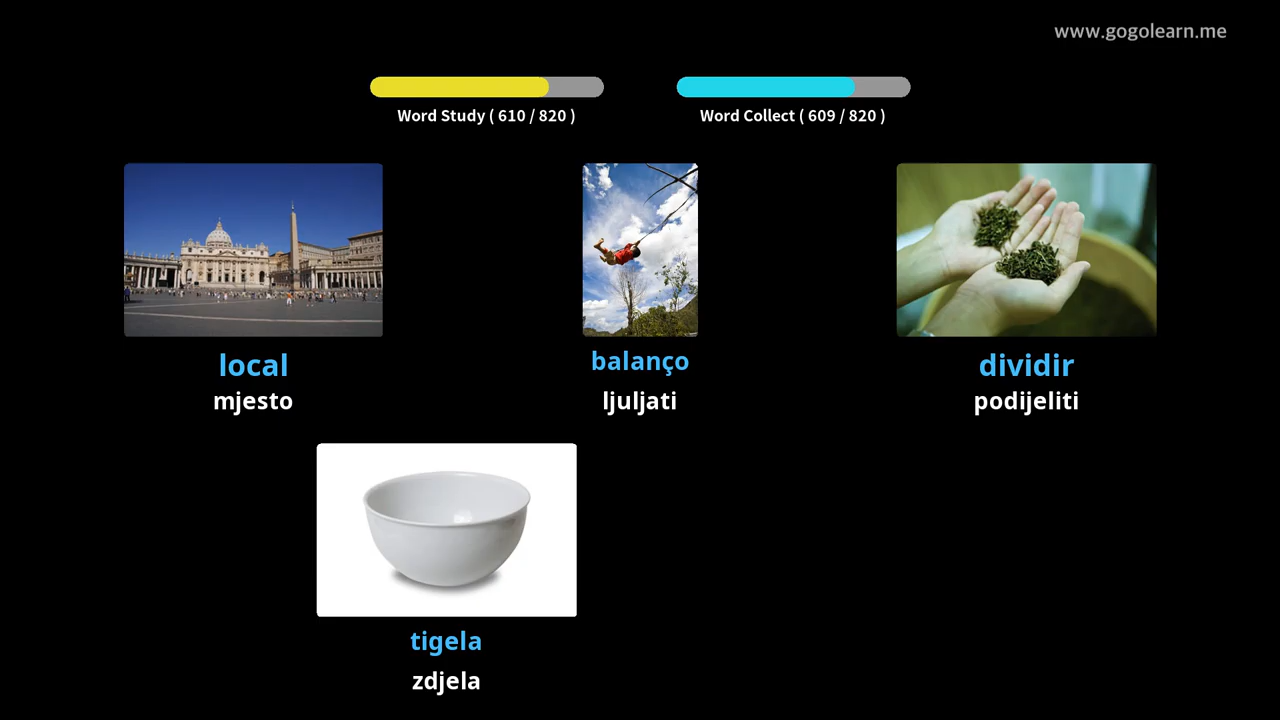 www.gogolearn.me
Word Study ( 610 / 820 )
Word Collect ( 609 / 820 )
local
mjesto
balanço
ljuljati
dividir
podijeliti
tigela
zdjela